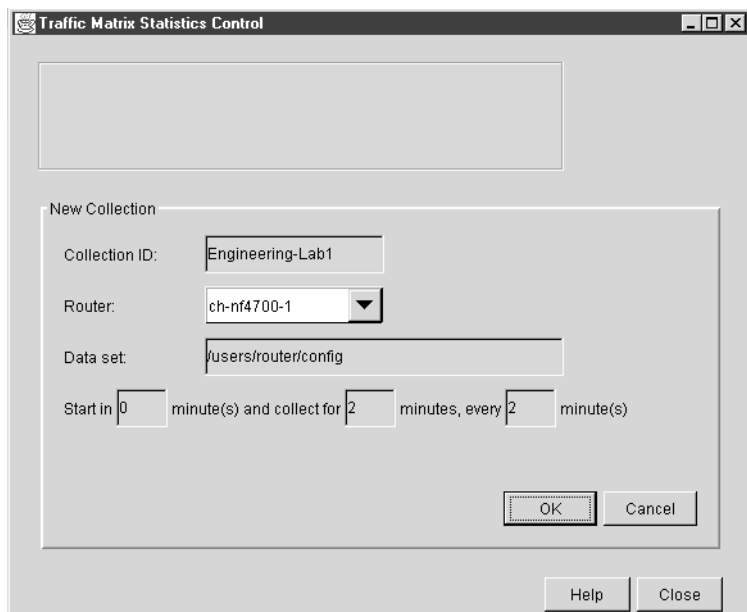 Traffic Matrix Statistics Control
New Collection
Collection ID: Engineering-Lab1
Router: ch-nf4700-1
Data set: /users/router/config
Start in 0 minute(s) and collect for 2 minutes, every 2 minute(s)
OK Cancel
Help Close